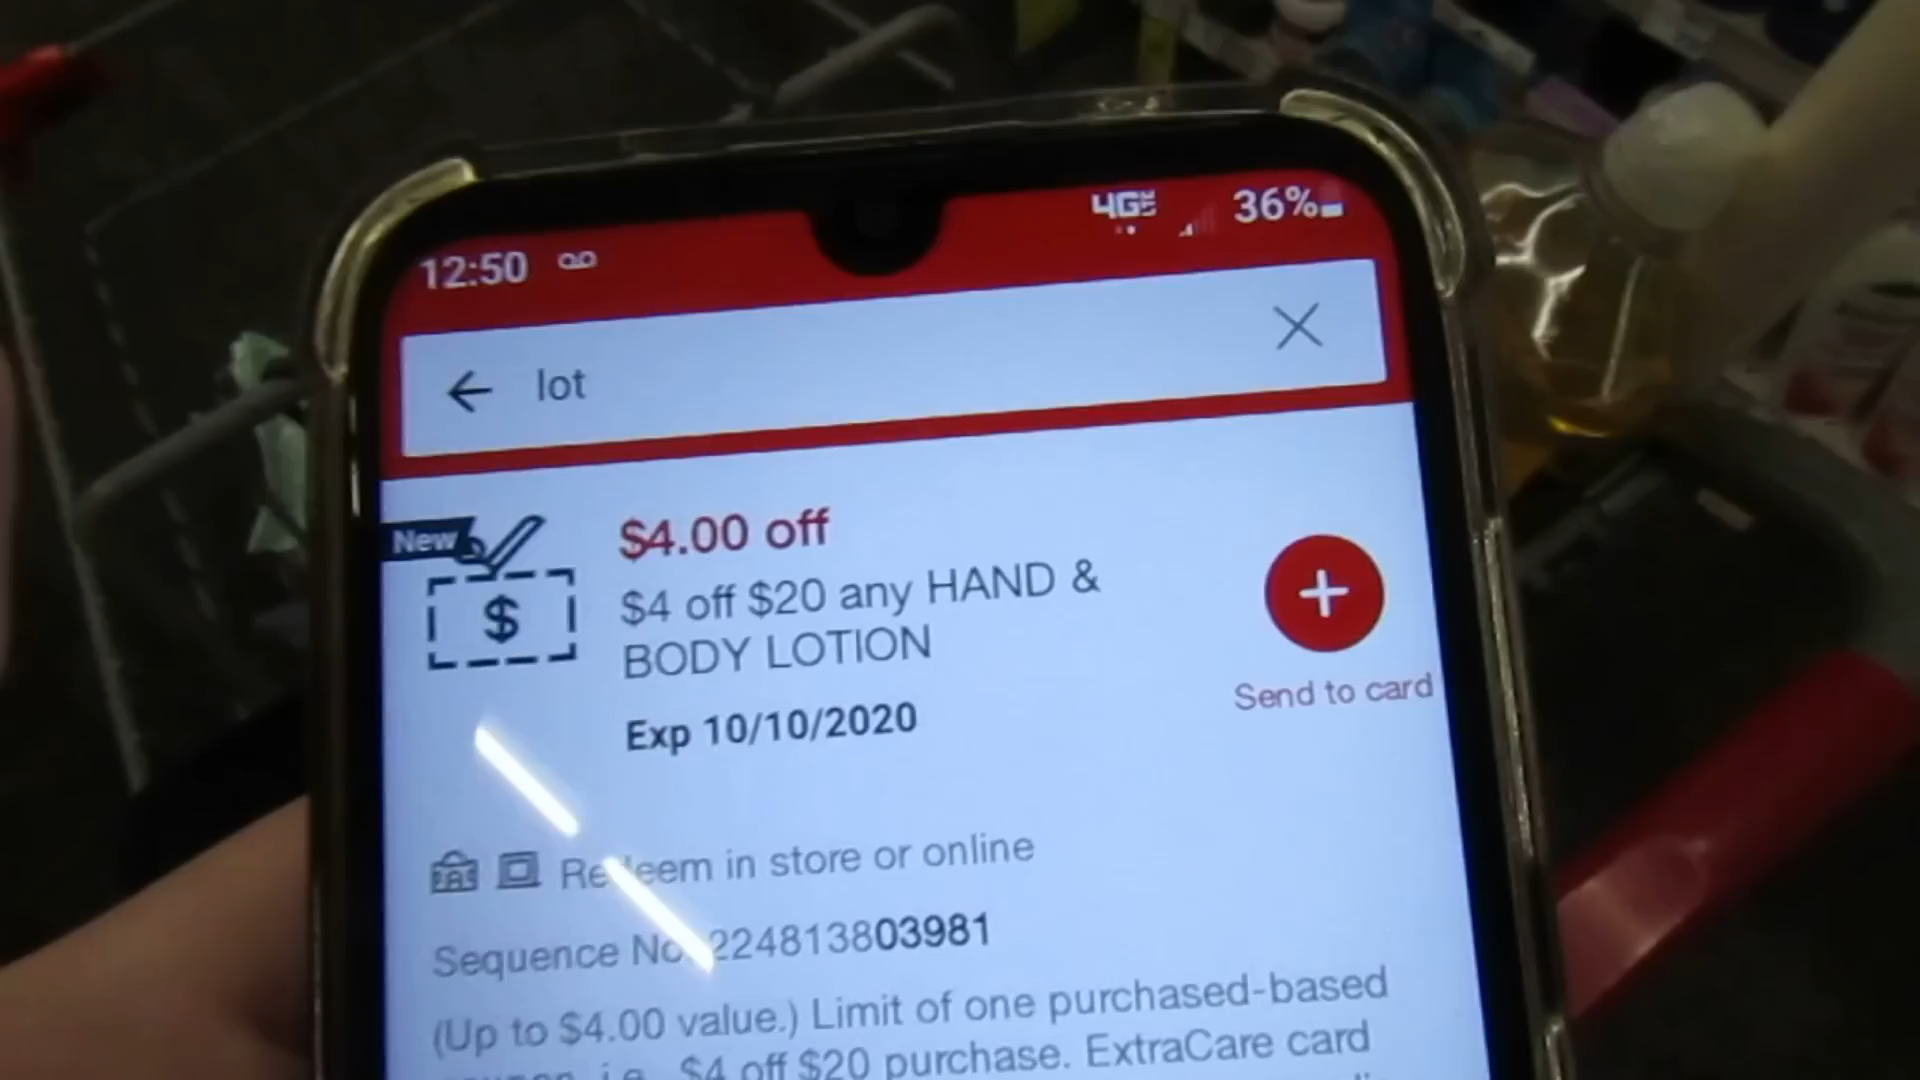 12:50
4G LTE
36%
lot
New
$4.00 off
$
$4 off $20 any HAND &
BODY LOTION
Exp 10/10/2020
Send to card
Redeem in store or online
Sequence No. 224813803981
(Up to $4.00 value.) Limit of one purchased-based
coupon, i.e., $4 off $20 purchase. ExtraCare card